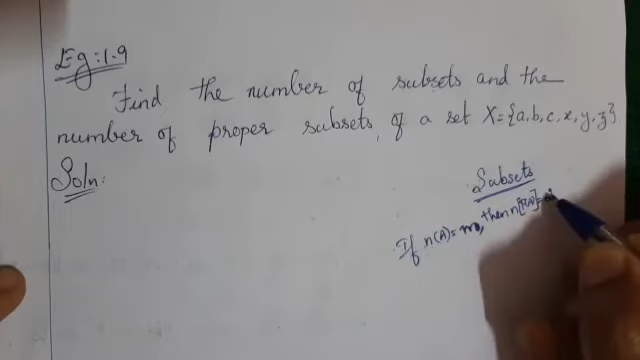 Eg:1.9
Find the number of subsets and the
number of proper subsets of a set X={a,b,c,x,y,z}
Soln:
Subsets
If n(A)=m, then n[P(A)]=